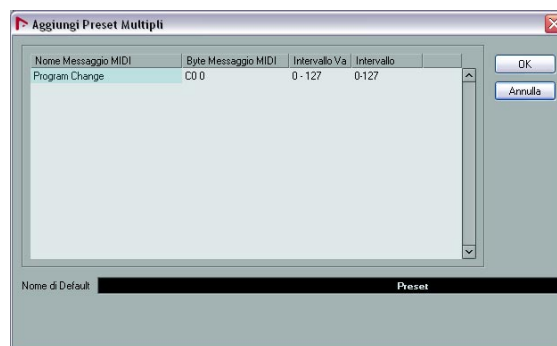 Aggiungi Preset Multipli
Nome Messaggio MIDI Byte Messaggio MIDI Intervallo Va Intervallo
Program Change C0 0 0 - 127 0-127
OK
Annulla
Nome di Default Preset